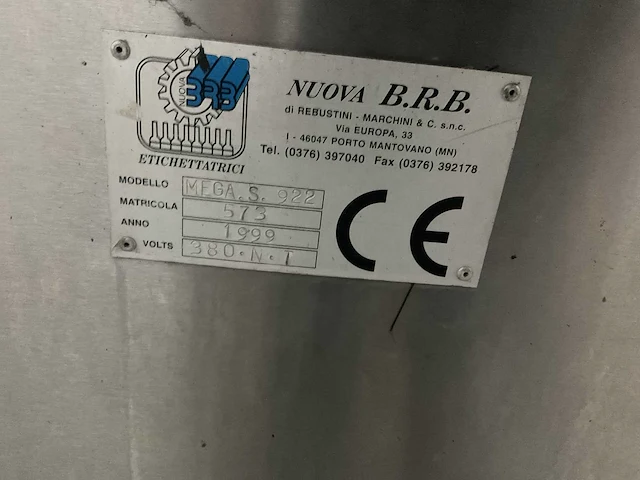 NUOVA
NUOVA B.R.B.
di REBUSTINI - MARCHINI & C. s.n.c.
Via EUROPA, 33
I - 46047 PORTO MANTOVANO (MN)
Tel. (0376) 397040 Fax (0376) 392178
ETICHETTATRICI
MODELLO MEGA.S. 922
MATRICOLA 573
ANNO 1999
VOLTS 380.N.T
CE